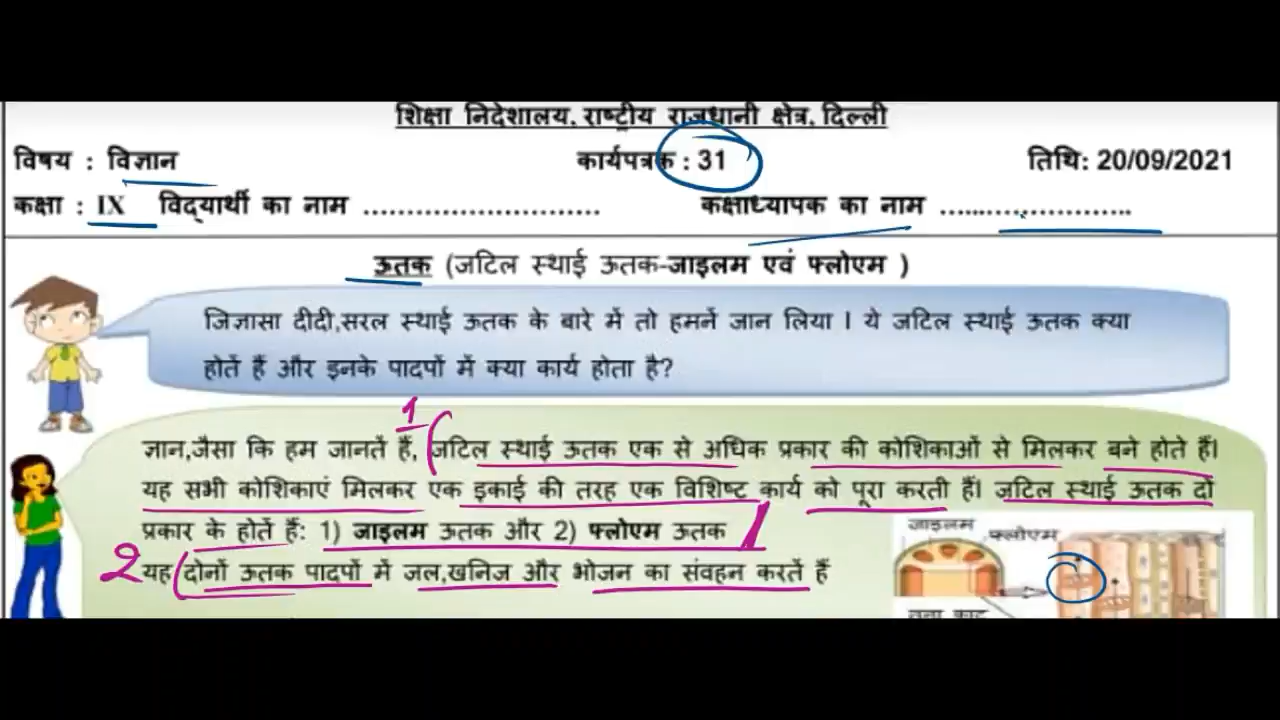 शिक्षा निदेशालय, राष्ट्रीय राजधानी क्षेत्र, दिल्ली
विषय : विज्ञान कार्यपत्रक : 31 तिथि: 20/09/2021
कक्षा : IX विद्यार्थी का नाम ............................ कक्षाध्यापक का नाम .......................
ऊतक (जटिल स्थाई ऊतक-जाइलम एवं फ्लोएम )
जिज्ञासा दीदी,सरल स्थाई ऊतक के बारे में तो हमनें जान लिया । ये जटिल स्थाई ऊतक क्या
होतें हैं और इनके पादपों में क्या कार्य होता है?
1
ज्ञान,जैसा कि हम जानतें हैं, (जटिल स्थाई ऊतक एक से अधिक प्रकार की कोशिकाओं से मिलकर बने होते हैं।
यह सभी कोशिकाएं मिलकर एक इकाई की तरह एक विशिष्ट कार्य को पूरा करती हैं। जटिल स्थाई ऊतक दो
प्रकार के होतें हैं: 1) जाइलम ऊतक और 2) फ्लोएम ऊतक
2 यह (दोनों ऊतक पादपों में जल,खनिज और भोजन का संवहन करतें हैं
जाइलम
फ्लोएम